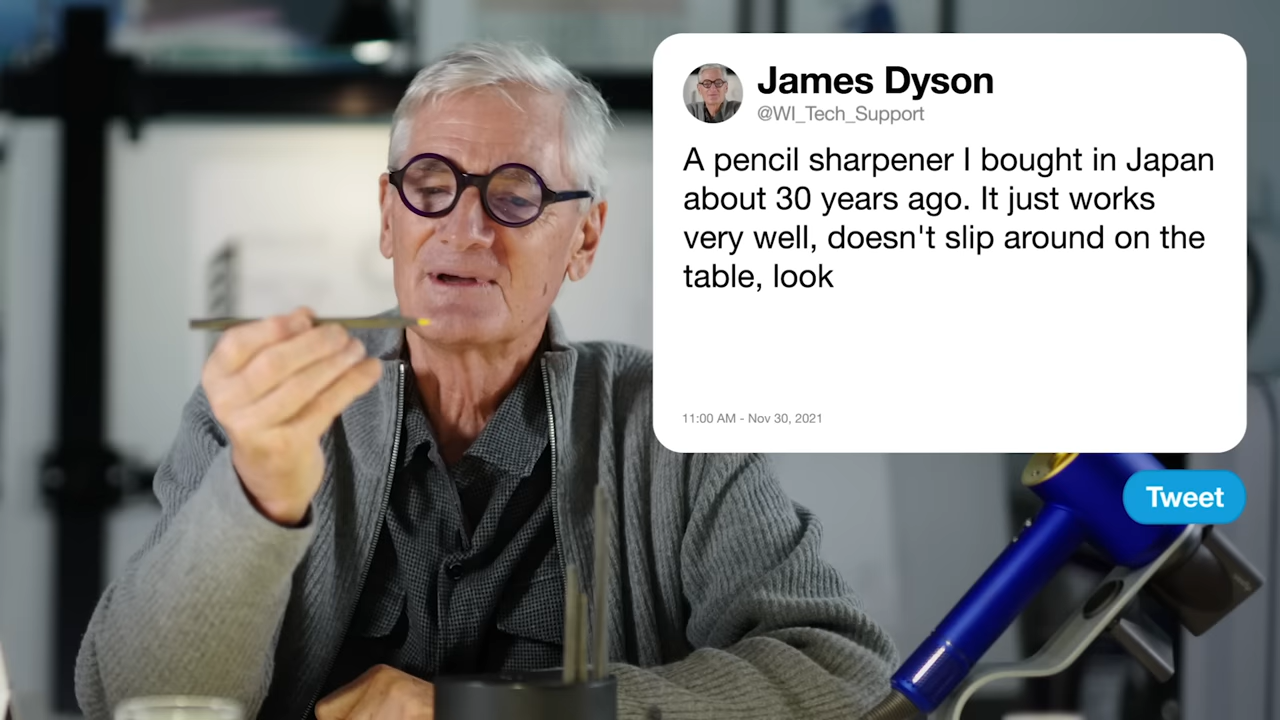 James Dyson
@WI_Tech_Support
A pencil sharpener I bought in Japan
about 30 years ago. It just works
very well, doesn't slip around on the
table, look
11:00 AM - Nov 30, 2021
Tweet